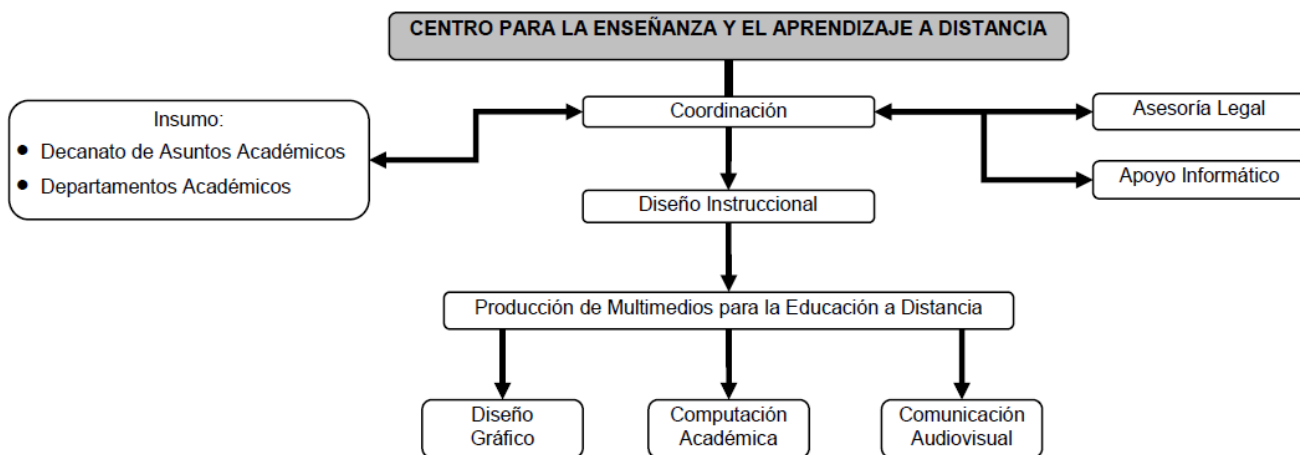 CENTRO PARA LA ENSEÑANZA Y EL APRENDIZAJE A DISTANCIA
Insumo:
• Decanato de Asuntos Académicos
• Departamentos Académicos
Coordinación
Asesoría Legal
Apoyo Informático
Diseño Instruccional
Producción de Multimedios para la Educación a Distancia
Diseño
Gráfico
Computación
Académica
Comunicación
Audiovisual